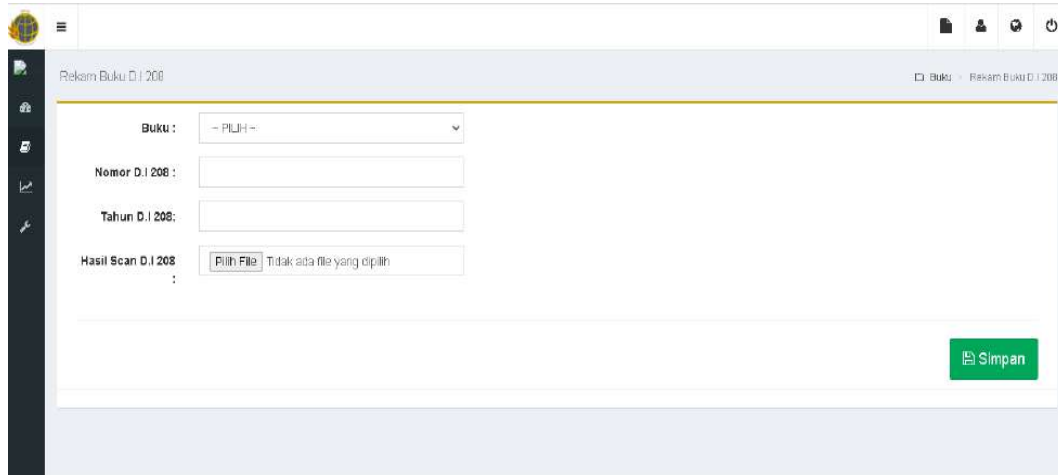 Rekam Buku D.I 208
Buku > Rekam Buku D.I 208
Buku :
-- PILIH --
Nomor D.I 208 :
Tahun D.I 208:
Hasil Scan D.I 208
:
Pilih File Tidak ada file yang dipilih
Simpan